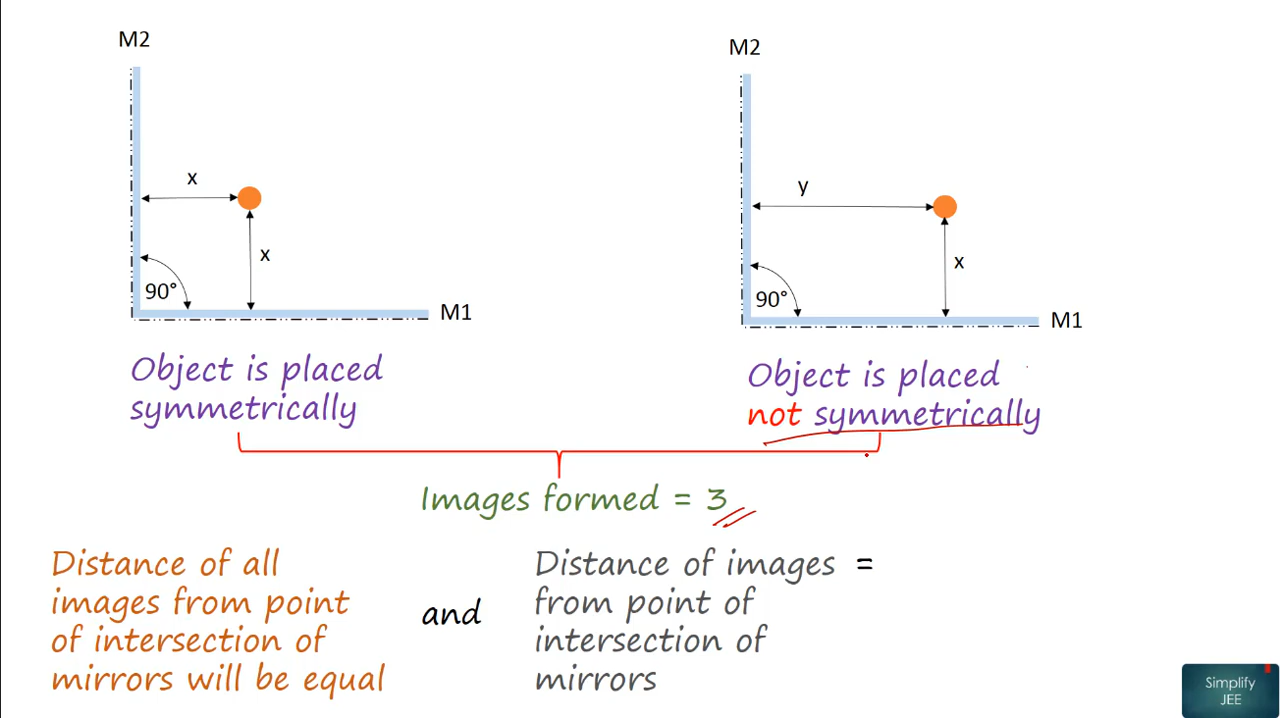 M2
x
x
90°
M1
Object is placed
symmetrically
M2
y
x
90°
M1
Object is placed
not symmetrically
Images formed = 3
Distance of all
images from point
of intersection of
mirrors will be equal
and
Distance of images =
from point of
intersection of
mirrors
Simplify
JEE